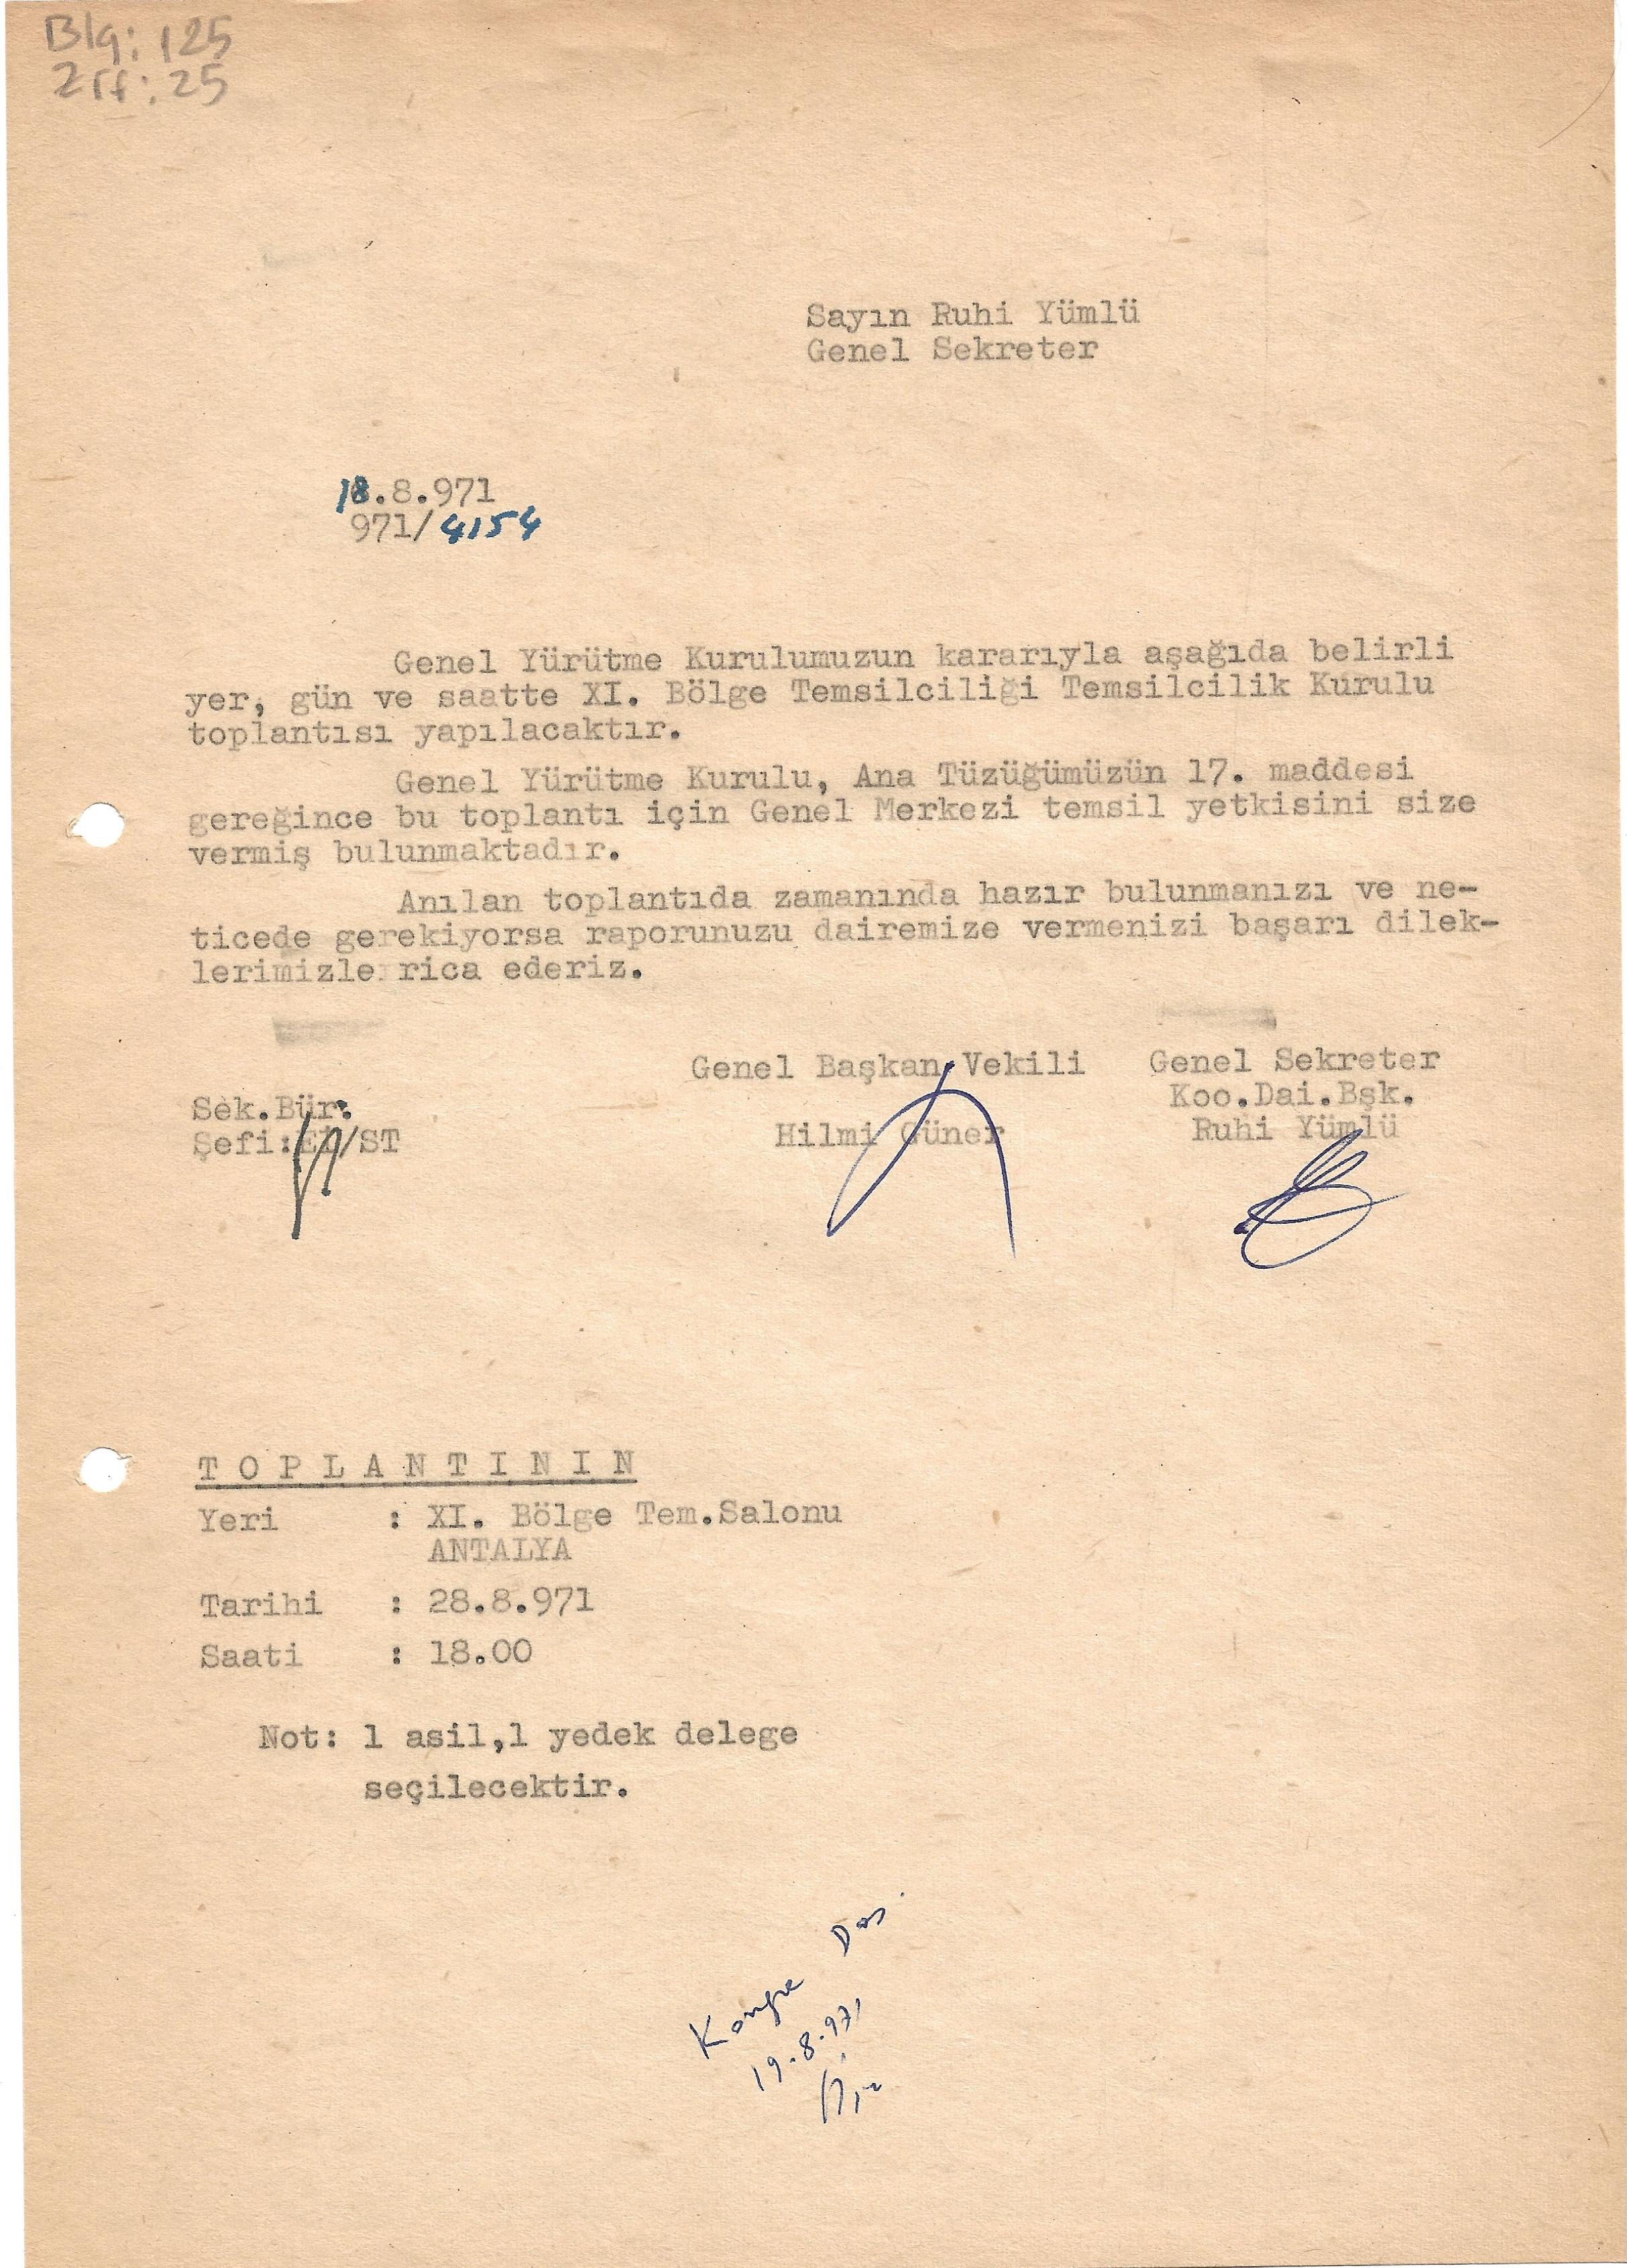 Blg: 125
Zrf: 25
Sayın Ruhi Yümlü
Genel Sekreter
18.8.971
971/4154
Genel Yürütme Kurulumuzun kararıyla aşağıda belirli
yer, gün ve saatte XI. Bölge Temsilciliği Temsilcilik Kurulu
toplantısı yapılacaktır.
Genel Yürütme Kurulu, Ana Tüzüğümüzün 17. maddesi
gereğince bu toplantı için Genel Merkezi temsil yetkisini size
vermiş bulunmaktadır.
Anılan toplantıda zamanında hazır bulunmanızı ve ne-
ticede gerekiyorsa raporunuzu dairemize vermenizi başarı dilek-
lerimizle rica ederiz.
Genel Başkan Vekili Genel Sekreter
Koo.Dai.Bşk.
Sek.Bür.
Hilmi Güner Ruhi Yümlü
Şefi: /ST
T O P L A N T I N I N
Yeri : XI. Bölge Tem.Salonu
ANTALYA
Tarihi : 28.8.971
Saati : 18.00
Not: 1 asil,1 yedek delege
seçilecektir.
Kongre Dos.
19.8.971